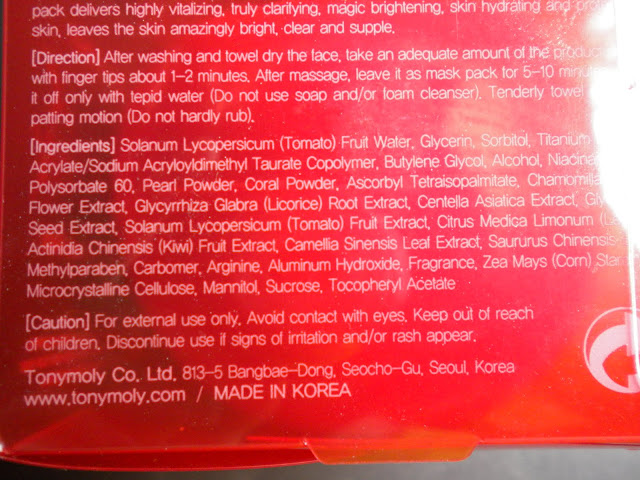 pack delivers highly vitalizing, truly clarifying, magic brightening, skin hydrating and
skin, leaves the skin amazingly bright, clear and supple.
[Direction] After washing and towel dry the face, take an adequate amount of the
with finger tips about 1-2 minutes. After massage, leave it as mask pack for 5-10
it off only with tepid water (Do not use soap and/or foam cleanser). Tenderly towel
patting motion (Do not hardly rub).
[Ingredients] Solanum Lycopersicum (Tomato) Fruit Water, Glycerin, Sorbitol, Titanium
Acrylate/Sodium Acryloyldimethyl Taurate Copolymer, Butylene Glycol, Alcohol,
Polysorbate 60, Pearl Powder, Coral Powder, Ascorbyl Tetraisopalmitate,
Flower Extract, Glycyrrhiza Glabra (Licorice) Root Extract, Centella Asiatica Extract,
Seed Extract, Solanum Lycopersicum (Tomato) Fruit Extract, Citrus Medica Limonum
Actinidia Chinensis (Kiwi) Fruit Extract, Camellia Sinensis Leaf Extract, Saururus Chinensis
Methylparaben, Carbomer, Arginine, Aluminum Hydroxide, Fragrance, Zea Mays (Corn)
Microcrystalline Cellulose, Mannitol, Sucrose, Tocopheryl Acetate
[Caution] For external use only. Avoid contact with eyes. Keep out of reach
of children. Discontinue use if signs of irritation and/or rash appear.
Tonymoly Co. Ltd. 813-5 Bangbae-Dong, Seocho-Gu, Seoul, Korea
www.tonymoly.com / MADE IN KOREA